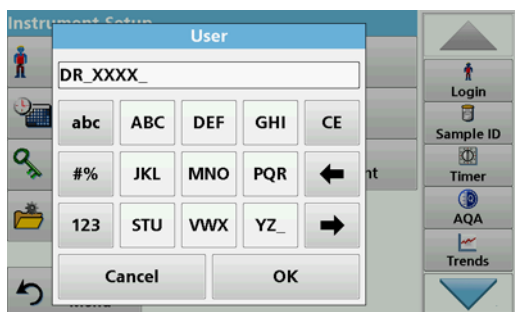 Instrument Setup
User
DR_XXXX_
abc ABC DEF GHI CE
#% JKL MNO PQR
123 STU VWX YZ_
Cancel OK
Login
Sample ID
Timer
AQA
Trends
Menu